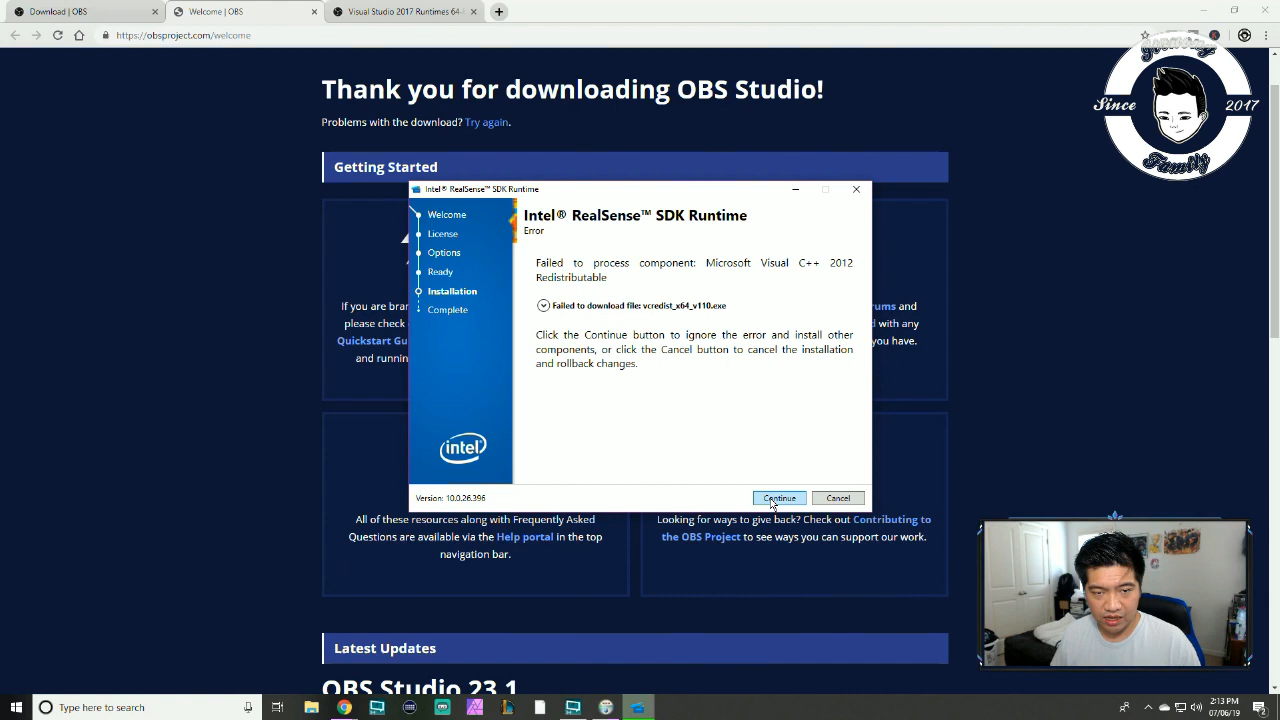 Download | OBS
Welcome | OBS
Visual Studio 2017 Runtimes 64-
https://obsproject.com/welcome
Since
2017
Family
Thank you for downloading OBS Studio!
Problems with the download? Try again.
Getting Started
If you are bran
please check
Quickstart Gu
and runnin
rums and
d with any
u have.
Intel® RealSense™ SDK Runtime
Welcome
License
Options
Ready
Installation
Complete
intel
Intel® RealSense™ SDK Runtime
Error
Failed to process component: Microsoft Visual C++ 2012
Redistributable
Failed to download file: vcredist_x64_v110.exe
Click the Continue button to ignore the error and install other
components, or click the Cancel button to cancel the installation
and rollback changes.
Version: 10.0.26.396
Continue
Cancel
All of these resources along with Frequently Asked
Questions are available via the Help portal in the top
navigation bar.
Looking for ways to give back? Check out Contributing to
the OBS Project to see ways you can support our work.
Latest Updates
OBS Studio 23.1
Type here to search
2:13 PM
07/06/19
2